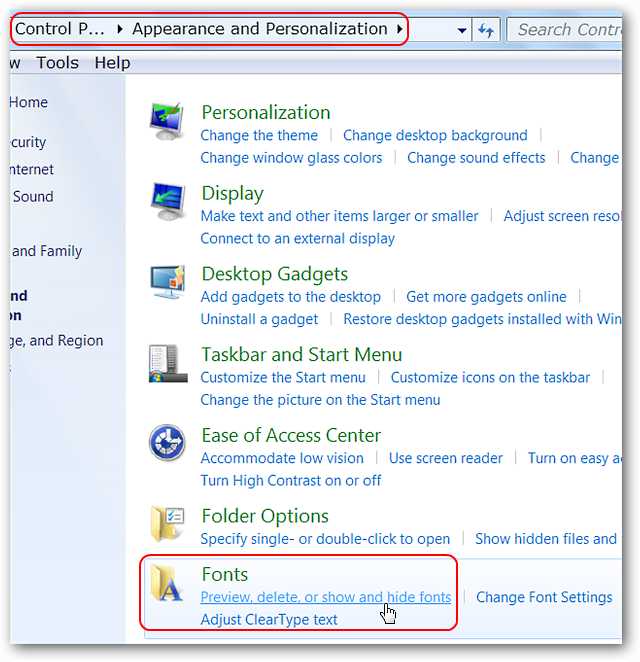 Control P... ▸ Appearance and Personalization ▸ Search Contr
w Tools Help
Home
curity
nternet
Sound
and Family
nd
on
ge, and Region
Personalization
Change the theme | Change desktop background |
Change window glass colors | Change sound effects | Change
Display
Make text and other items larger or smaller | Adjust screen reso
Connect to an external display
Desktop Gadgets
Add gadgets to the desktop | Get more gadgets online |
Uninstall a gadget | Restore desktop gadgets installed with Win
Taskbar and Start Menu
Customize the Start menu | Customize icons on the taskbar |
Change the picture on the Start menu
Ease of Access Center
Accommodate low vision | Use screen reader | Turn on easy a
Turn High Contrast on or off
Folder Options
Specify single- or double-click to open | Show hidden files and
Fonts
Preview, delete, or show and hide fonts | Change Font Settings
Adjust ClearType text